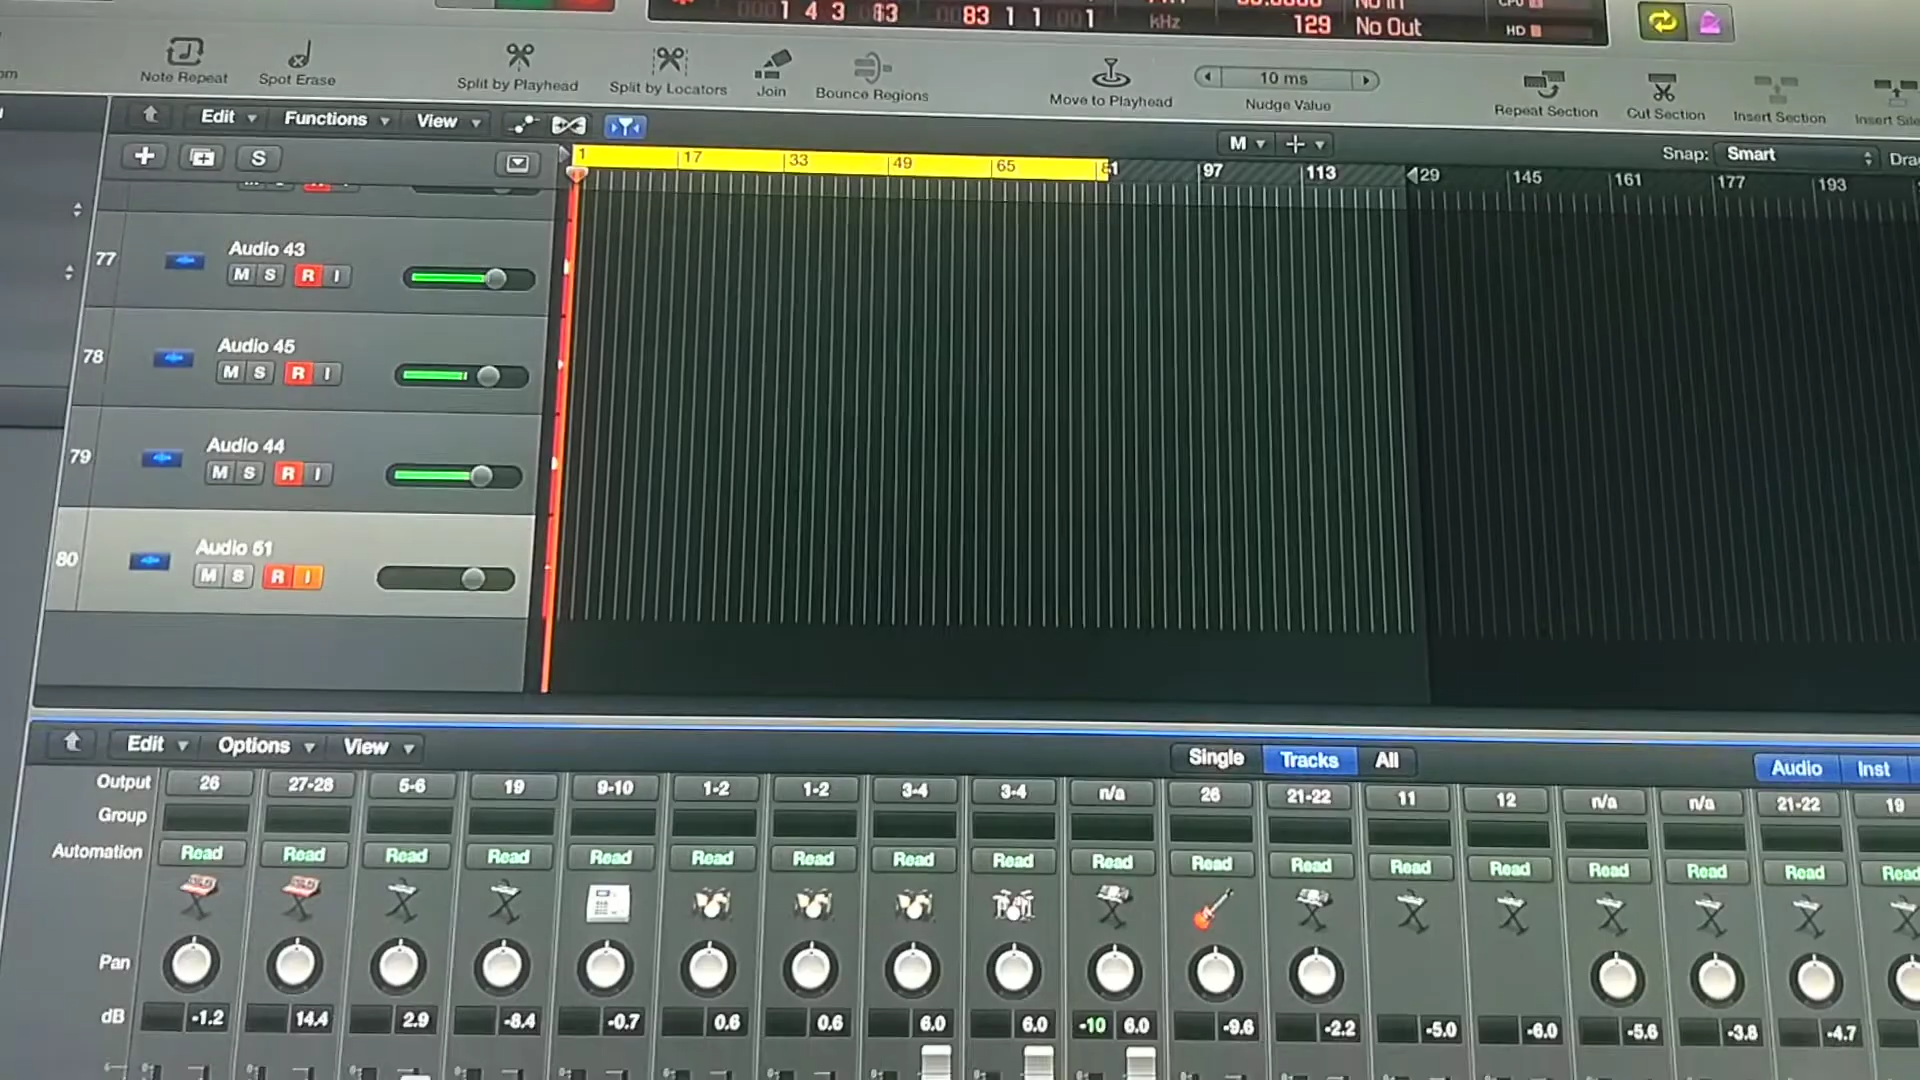 1 4 3 83 83 1 1 1
kHz 129 No Out
HD
Note Repeat Spot Erase Split by Playhead Split by Locators Join Bounce Regions Move to Playhead 10 ms Nudge Value Repeat Section Cut Section Insert Section
Edit Functions View M Snap: Smart
S
1 17 33 49 65 81 97 113 129 145 161 177 193
77 Audio 43
M S R I
78 Audio 45
M S R I
79 Audio 44
M S R I
80 Audio 51
M S R I
Edit Options View Single Tracks All Audio Inst
Output 26 27-28 5-6 19 9-10 1-2 1-2 3-4 3-4 n/a 26 21-22 11 12 n/a n/a 21-22 19
Group
Automation Read Read Read Read Read Read Read Read Read Read Read Read Read Read Read Read Read Read
Pan
dB -1.2 14.4 2.9 -8.4 -0.7 0.6 0.6 6.0 6.0 -10 6.0 -9.6 -2.2 -5.0 -6.0 -5.6 -3.8 -4.7